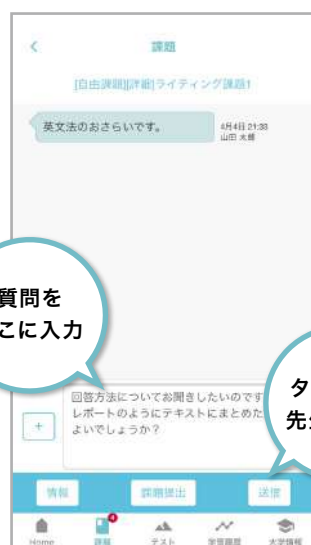 課題
[自由課題][詳細]ライティング課題1
英文法のおさらいです。
4月4日 21:33
山田 太郎
質問を
こに入力
回答方法についてお聞きしたいのです
レポートのようにテキストにまとめた
よいでしょうか?
タ
先
+
情報
課題提出
送信
Home
課題
テスト
学習履歴
大学情報